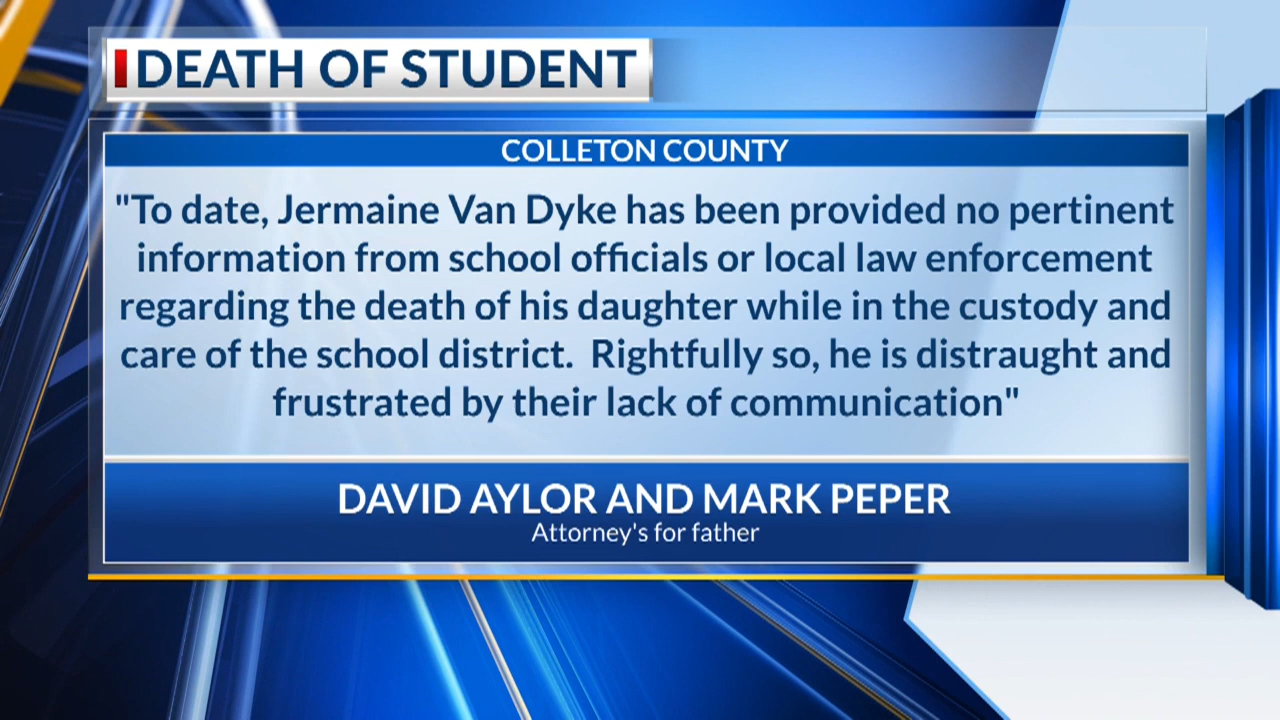 DEATH OF STUDENT
COLLETON COUNTY
"To date, Jermaine Van Dyke has been provided no pertinent
information from school officials or local law enforcement
regarding the death of his daughter while in the custody and
care of the school district.  Rightfully so, he is distraught and
frustrated by their lack of communication"
DAVID AYLOR AND MARK PEPER
Attorney's for father